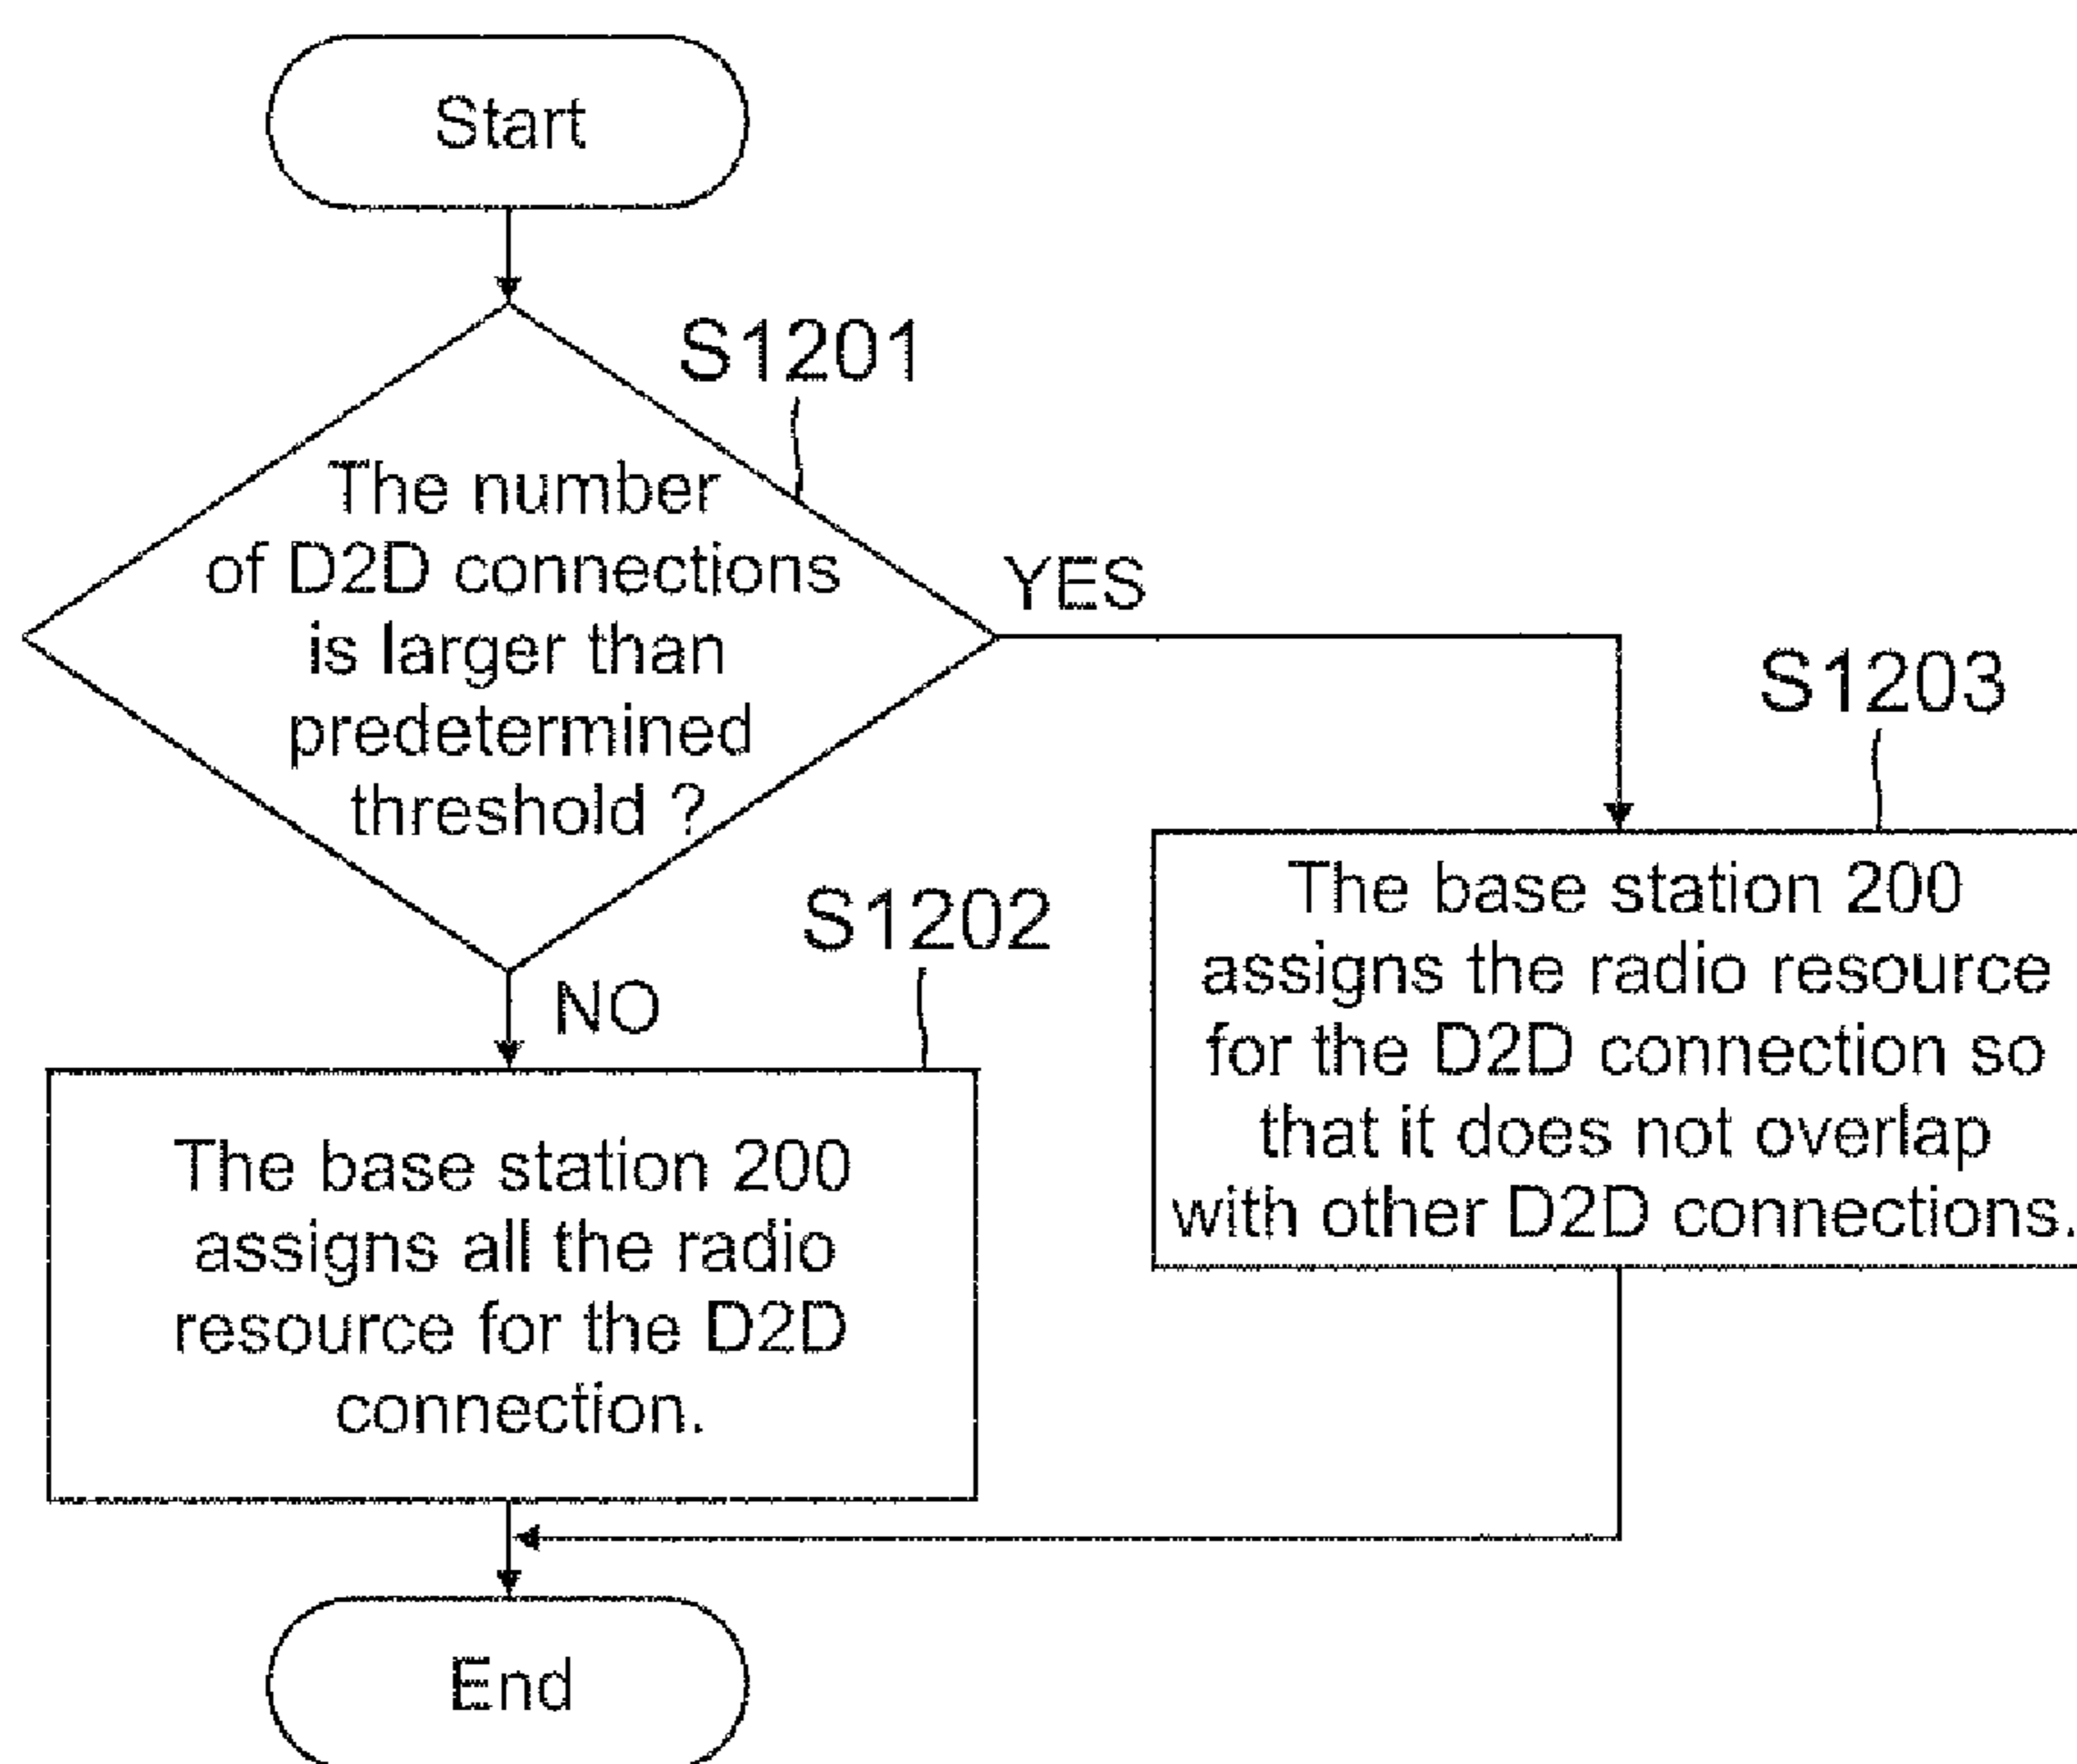 Start
S1201
The number
of D2D connections
is larger than
predetermined
threshold ?
YES
NO
S1202
The base station 200
assigns all the radio
resource for the D2D
connection.
S1203
The base station 200
assigns the radio resource
for the D2D connection so
that it does not overlap
with other D2D connections.
End